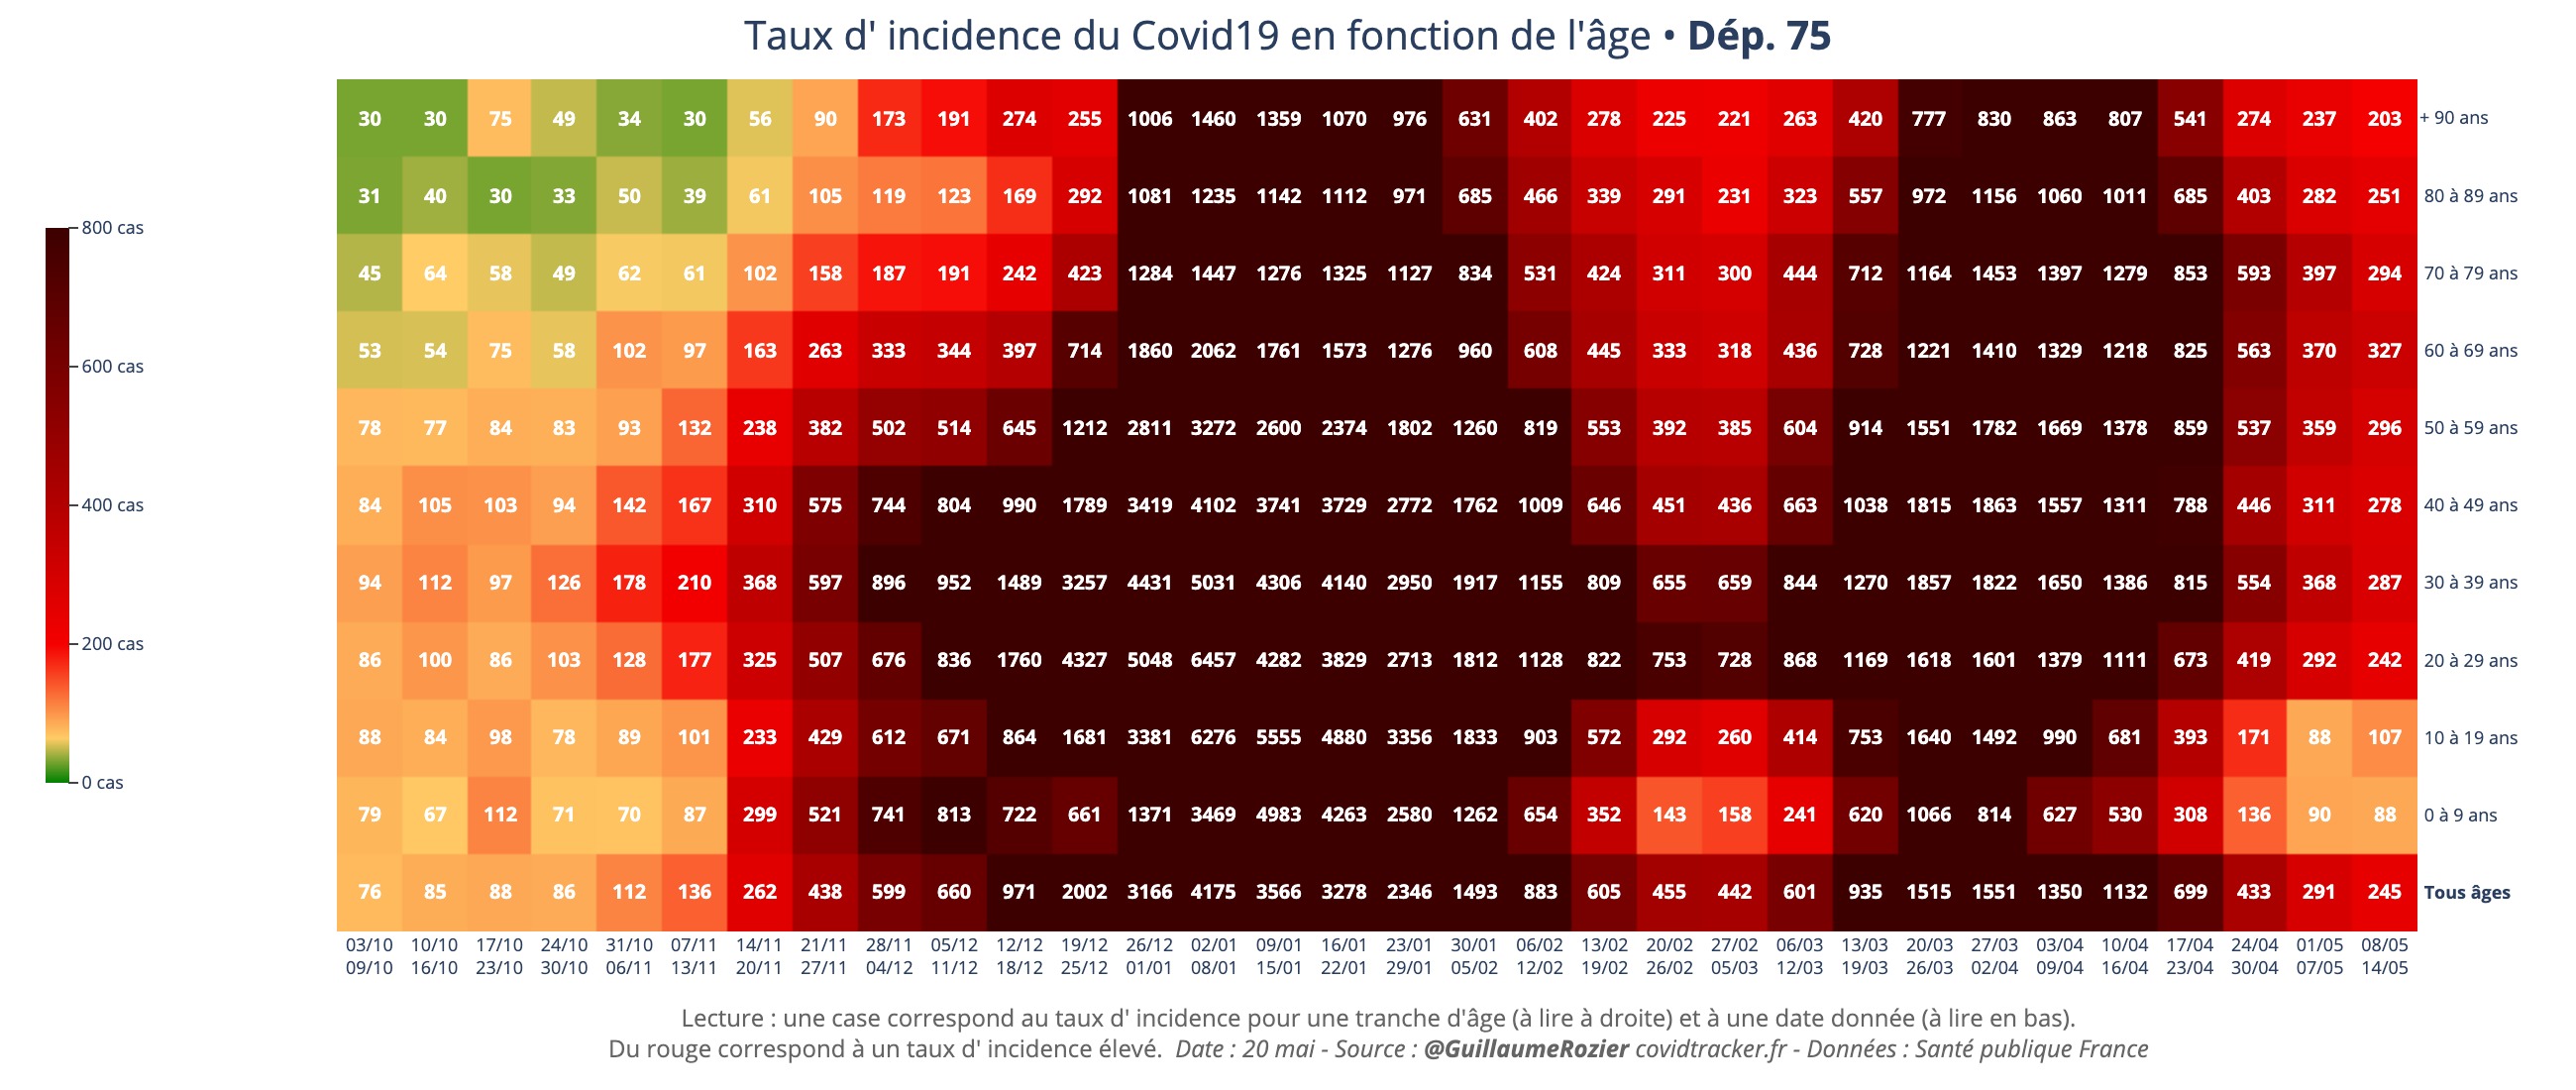 Taux d' incidence du Covid19 en fonction de l'âge • Dép. 75
800 cas
600 cas
400 cas
200 cas
0 cas
30 30 75 49 34 30 56 90 173 191 274 255 1006 1460 1359 1070 976 631 402 278 225 221 263 420 777 830 863 807 541 274 237 203 + 90 ans
31 40 30 33 50 39 61 105 119 123 169 292 1081 1235 1142 1112 971 685 466 339 291 231 323 557 972 1156 1060 1011 685 403 282 251 80 à 89 ans
45 64 58 49 62 61 102 158 187 191 242 423 1284 1447 1276 1325 1127 834 531 424 311 300 444 712 1164 1453 1397 1279 853 593 397 294 70 à 79 ans
53 54 75 58 102 97 163 263 333 344 397 714 1860 2062 1761 1573 1276 960 608 445 333 318 436 728 1221 1410 1329 1218 825 563 370 327 60 à 69 ans
78 77 84 83 93 132 238 382 502 514 645 1212 2811 3272 2600 2374 1802 1260 819 553 392 385 604 914 1551 1782 1669 1378 859 537 359 296 50 à 59 ans
84 105 103 94 142 167 310 575 744 804 990 1789 3419 4102 3741 3729 2772 1762 1009 646 451 436 663 1038 1815 1863 1557 1311 788 446 311 278 40 à 49 ans
94 112 97 126 178 210 368 597 896 952 1489 3257 4431 5031 4306 4140 2950 1917 1155 809 655 659 844 1270 1857 1822 1650 1386 815 554 368 287 30 à 39 ans
86 100 86 103 128 177 325 507 676 836 1760 4327 5048 6457 4282 3829 2713 1812 1128 822 753 728 868 1169 1618 1601 1379 1111 673 419 292 242 20 à 29 ans
88 84 98 78 89 101 233 429 612 671 864 1681 3381 6276 5555 4880 3356 1833 903 572 292 260 414 753 1640 1492 990 681 393 171 88 107 10 à 19 ans
79 67 112 71 70 87 299 521 741 813 722 661 1371 3469 4983 4263 2580 1262 654 352 143 158 241 620 1066 814 627 530 308 136 90 88 0 à 9 ans
76 85 88 86 112 136 262 438 599 660 971 2002 3166 4175 3566 3278 2346 1493 883 605 455 442 601 935 1515 1551 1350 1132 699 433 291 245 Tous âges
03/10 10/10 17/10 24/10 31/10 07/11 14/11 21/11 28/11 05/12 12/12 19/12 26/12 02/01 09/01 16/01 23/01 30/01 06/02 13/02 20/02 27/02 06/03 13/03 20/03 27/03 03/04 10/04 17/04 24/04 01/05 08/05
09/10 16/10 23/10 30/10 06/11 13/11 20/11 27/11 04/12 11/12 18/12 25/12 01/01 08/01 15/01 22/01 29/01 05/02 12/02 19/02 26/02 05/03 12/03 19/03 26/03 02/04 09/04 16/04 23/04 30/04 07/05 14/05
Lecture : une case correspond au taux d' incidence pour une tranche d'âge (à lire à droite) et à une date donnée (à lire en bas).
Du rouge correspond à un taux d' incidence élevé. Date : 20 mai - Source : @GuillaumeRozier covidtracker.fr - Données : Santé publique France